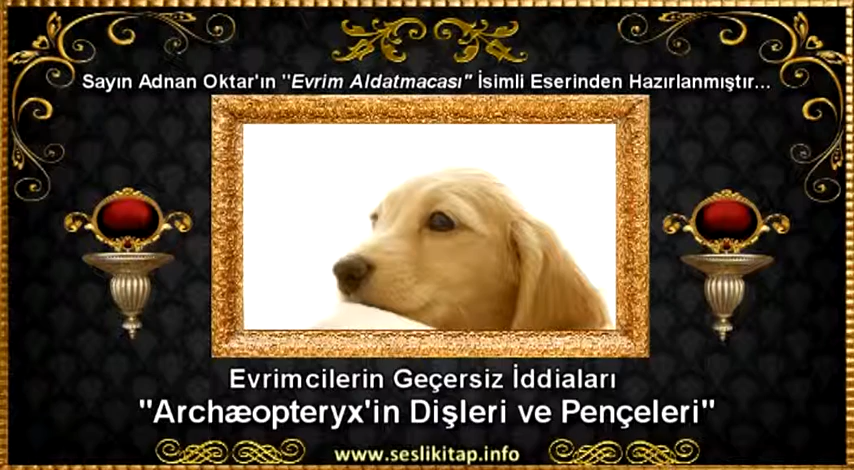 Sayın Adnan Oktar'ın "Evrim Aldatmacası" İsimli Eserinden Hazırlanmıştır...
Evrimcilerin Geçersiz İddiaları
"Archæopteryx'in Dişleri ve Pençeleri"
www.seslikitap.info